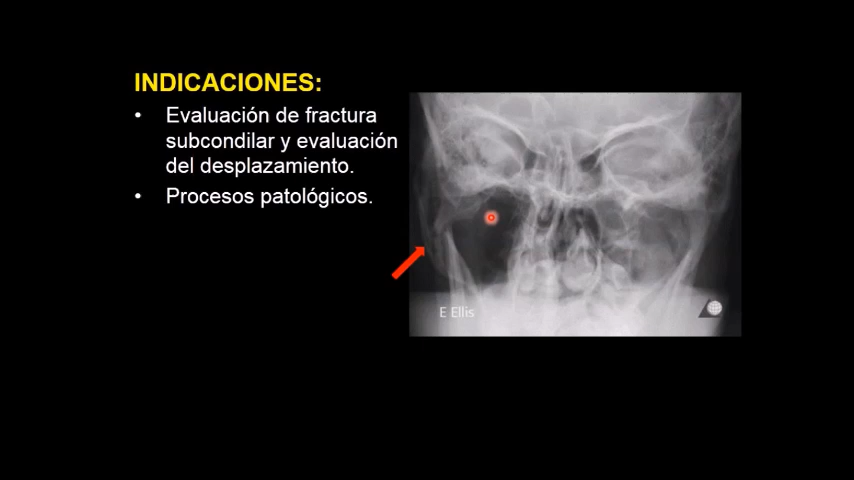 INDICACIONES:
• Evaluación de fractura
subcondilar y evaluación
del desplazamiento.
• Procesos patológicos.
E Ellis